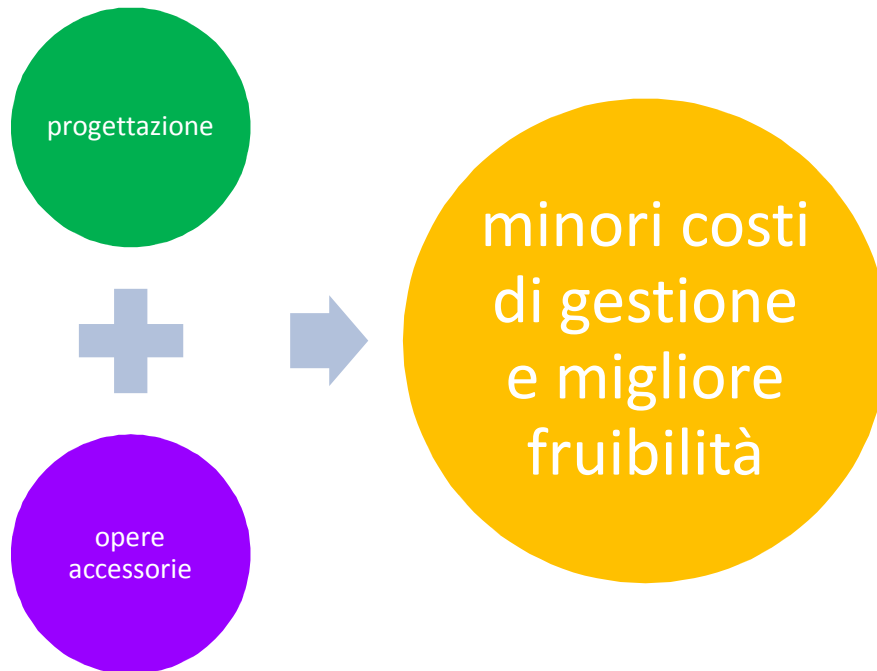 progettazione
opere
accessorie
minori costi
di gestione
e migliore
fruibilità